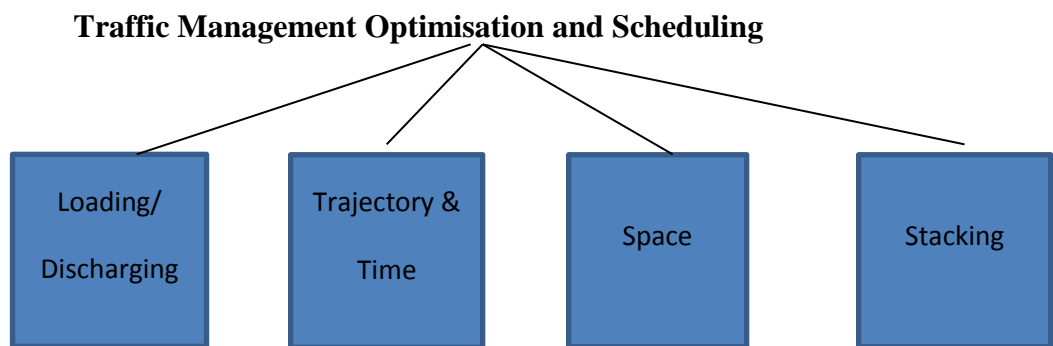 Traffic Management Optimisation and Scheduling
Loading/
Discharging
Trajectory &
Time
Space
Stacking